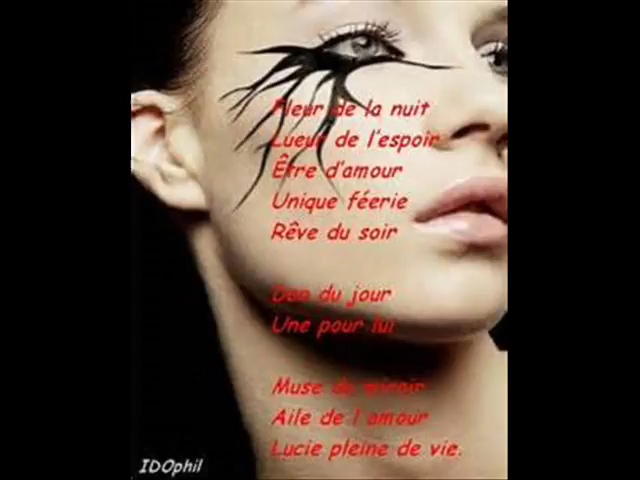 Fleur de la nuit
Lueur de l'espoir
Être d'amour
Unique féerie
Rêve du soir
Don du jour
Une pour lui
Muse du miroir
Aile de l'amour
Lucie pleine de vie.
IDOphil